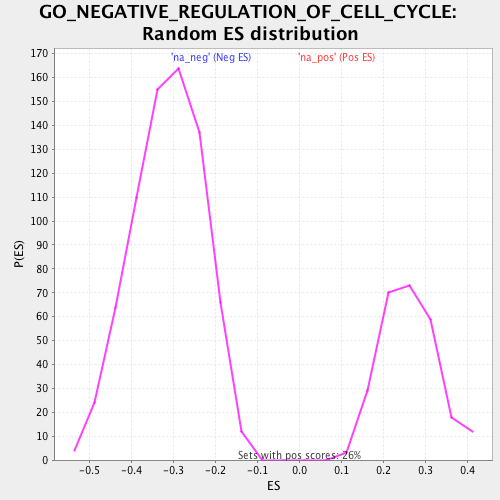 GO_NEGATIVE_REGULATION_OF_CELL_CYCLE:
Random ES distribution
'na_neg' (Neg ES) 'na_pos' (Pos ES)
170
160
150
140
130
120
110
100
90
80
70
60
50
40
30
20
10
0
P(ES)
Sets with pos scores: 26%
-0.5 -0.4 -0.3 -0.2 -0.1 0.0 0.1 0.2 0.3 0.4
ES